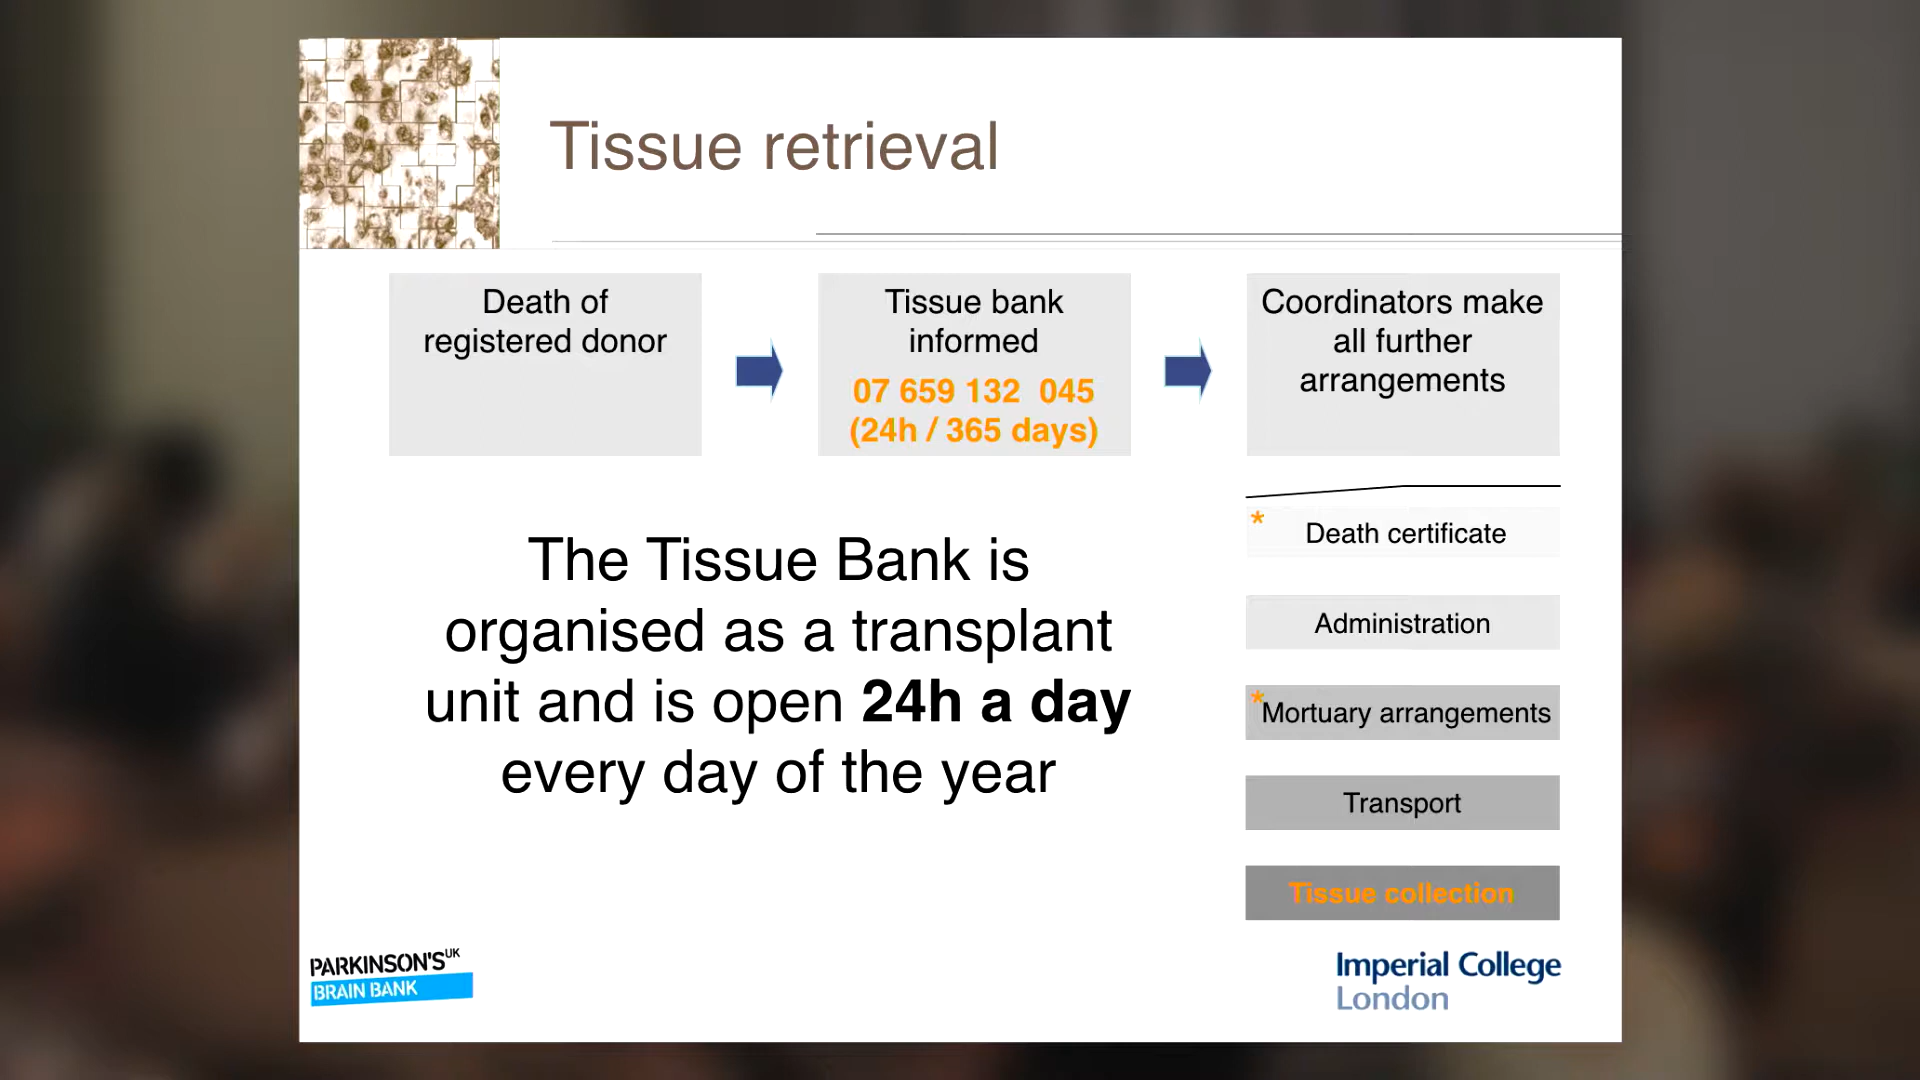 Tissue retrieval
Death of
registered donor
Tissue bank
informed
07 659 132  045
(24h / 365 days)
Coordinators make
all further
arrangements
The Tissue Bank is
organised as a transplant
unit and is open 24h a day
every day of the year
* Death certificate
Administration
* Mortuary arrangements
Transport
Tissue collection
PARKINSON'S UK
BRAIN BANK
Imperial College
London